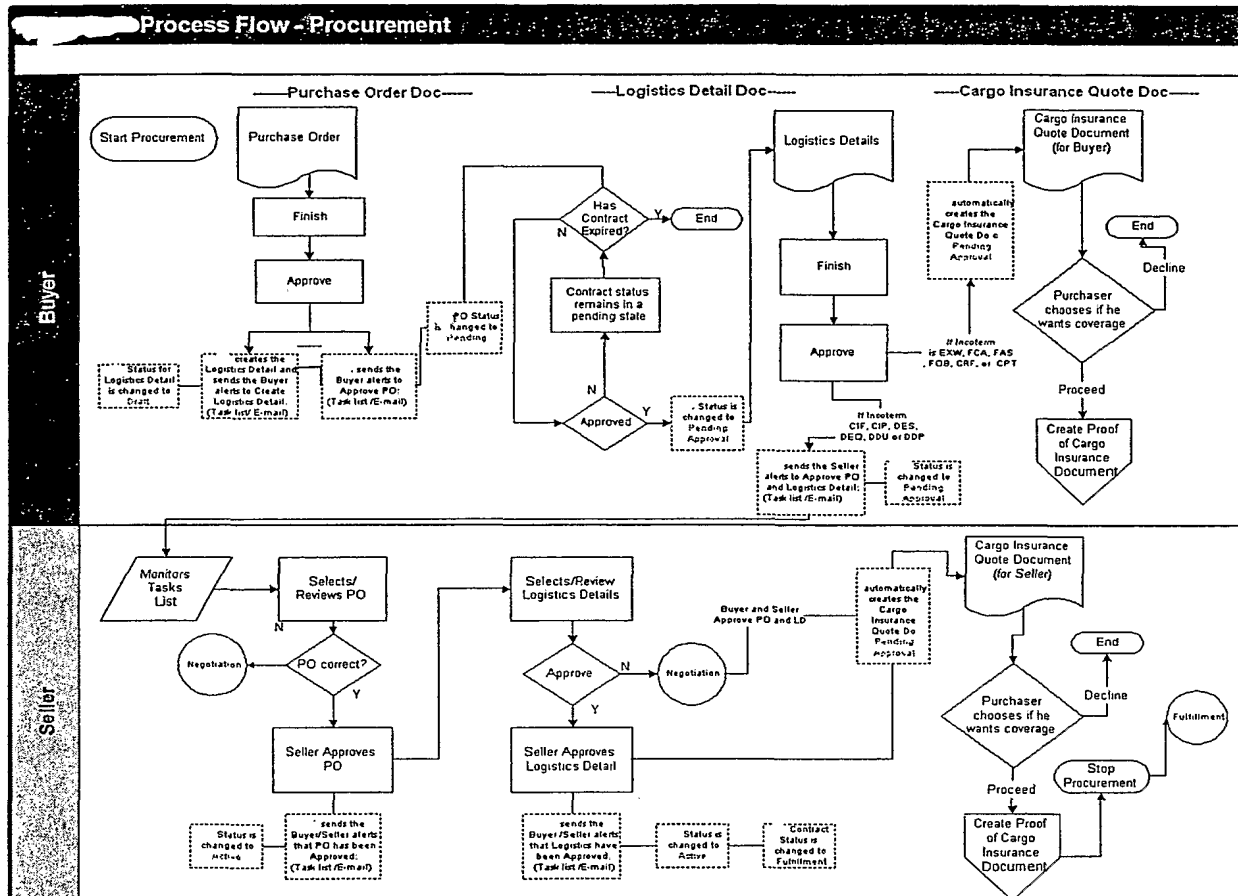 Process Flow - Procurement
Buyer
-----Purchase Order Doc-----
-----Logistics Detail Doc-----
-----Cargo Insurance Quote Doc-----
Start Procurement
Purchase Order
Finish
Approve
Status for
Logistics Detail
is changed to
Draft
creates the
Logistics Detail and
sends the Buyer
alerts to Create
Logistics Detail.
(Task list/ E-mail)
sends the
Buyer alerts to
Approve PO:
(Task list /E-mail)
PO Status
is changed to
Pending
Has
Contract
Expired?
N
Y
End
Contract status
remains in a
pending state
N
Approved
Y
Status is
changed to
Pending
Approval
Logistics Details
Finish
Approve
If Incoterm
is EXW, FCA, FAS
, FOB, CRF, or CPT
If Incoterm
CIF, CIP, DES,
DEQ, DDU or DDP
sends the Seller
alerts to Approve PO
and Logistics Detail:
(Task list /E-mail)
Status is
changed to
Pending
Approval
automatically
creates the
Cargo Insurance
Quote Do c
Pending
Approval
Cargo Insurance
Quote Document
(for Buyer)
End
Decline
Purchaser
chooses if he
wants coverage
Proceed
Create Proof
of Cargo
Insurance
Document
Seller
Monitors
Tasks
List
Selects/
Reviews PO
N
Negotiation
PO correct?
Y
Seller Approves
PO
Status is
changed to
Active
sends the
Buyer/Seller alerts
that PO has been
Approved:
(Task list /E-mail)
Selects/Review
Logistics Details
Approve
N
Negotiation
Y
Seller Approves
Logistics Detail
sends the
Buyer/Seller alerts
that Logistics have
been Approved.
(Task list /E-mail)
Status is
changed to
Active
Contract
Status is
changed to
Fulfillment
Buyer and Seller
Approve PO and LD
automatically
creates the
Cargo
Insurance
Quote Do
Pending
Approval
Cargo Insurance
Quote Document
(for Seller)
End
Decline
Purchaser
chooses if he
wants coverage
Proceed
Create Proof
of Cargo
Insurance
Document
Stop
Procurement
Fulfillment